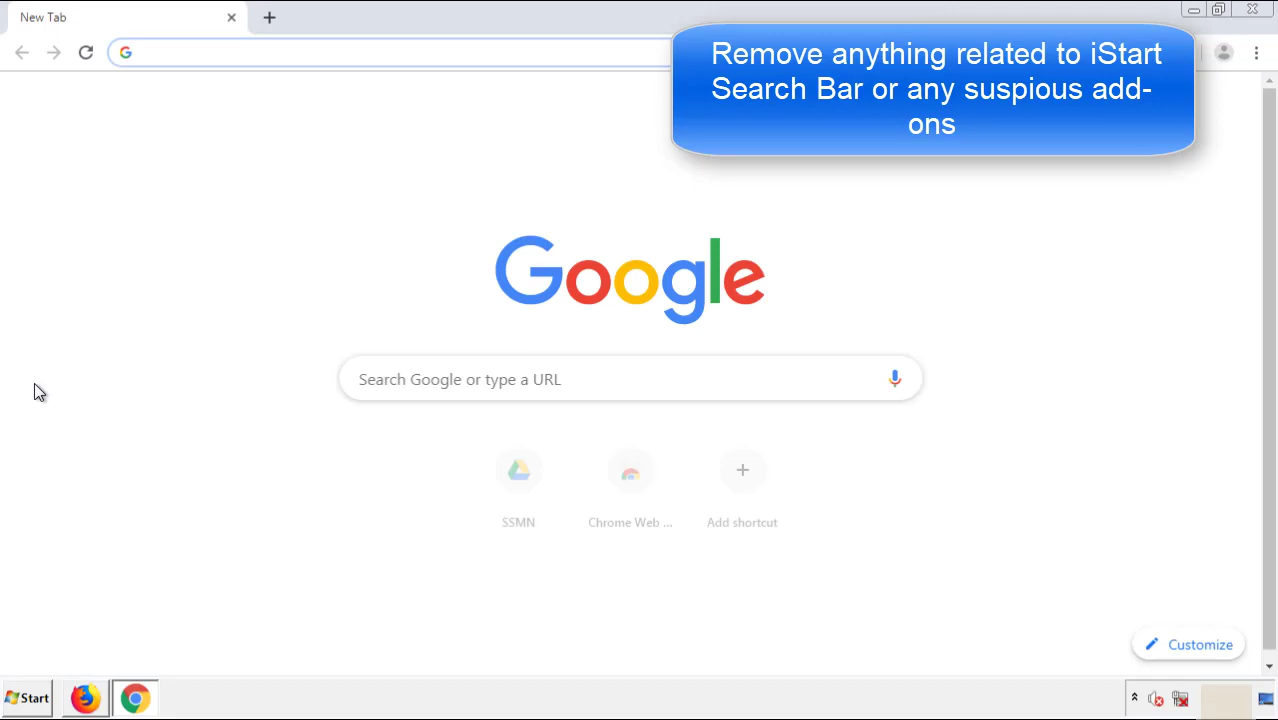 New Tab
Remove anything related to iStart
Search Bar or any suspious add-
ons
Google
Search Google or type a URL
SSMN
Chrome Web ...
Add shortcut
Customize
Start